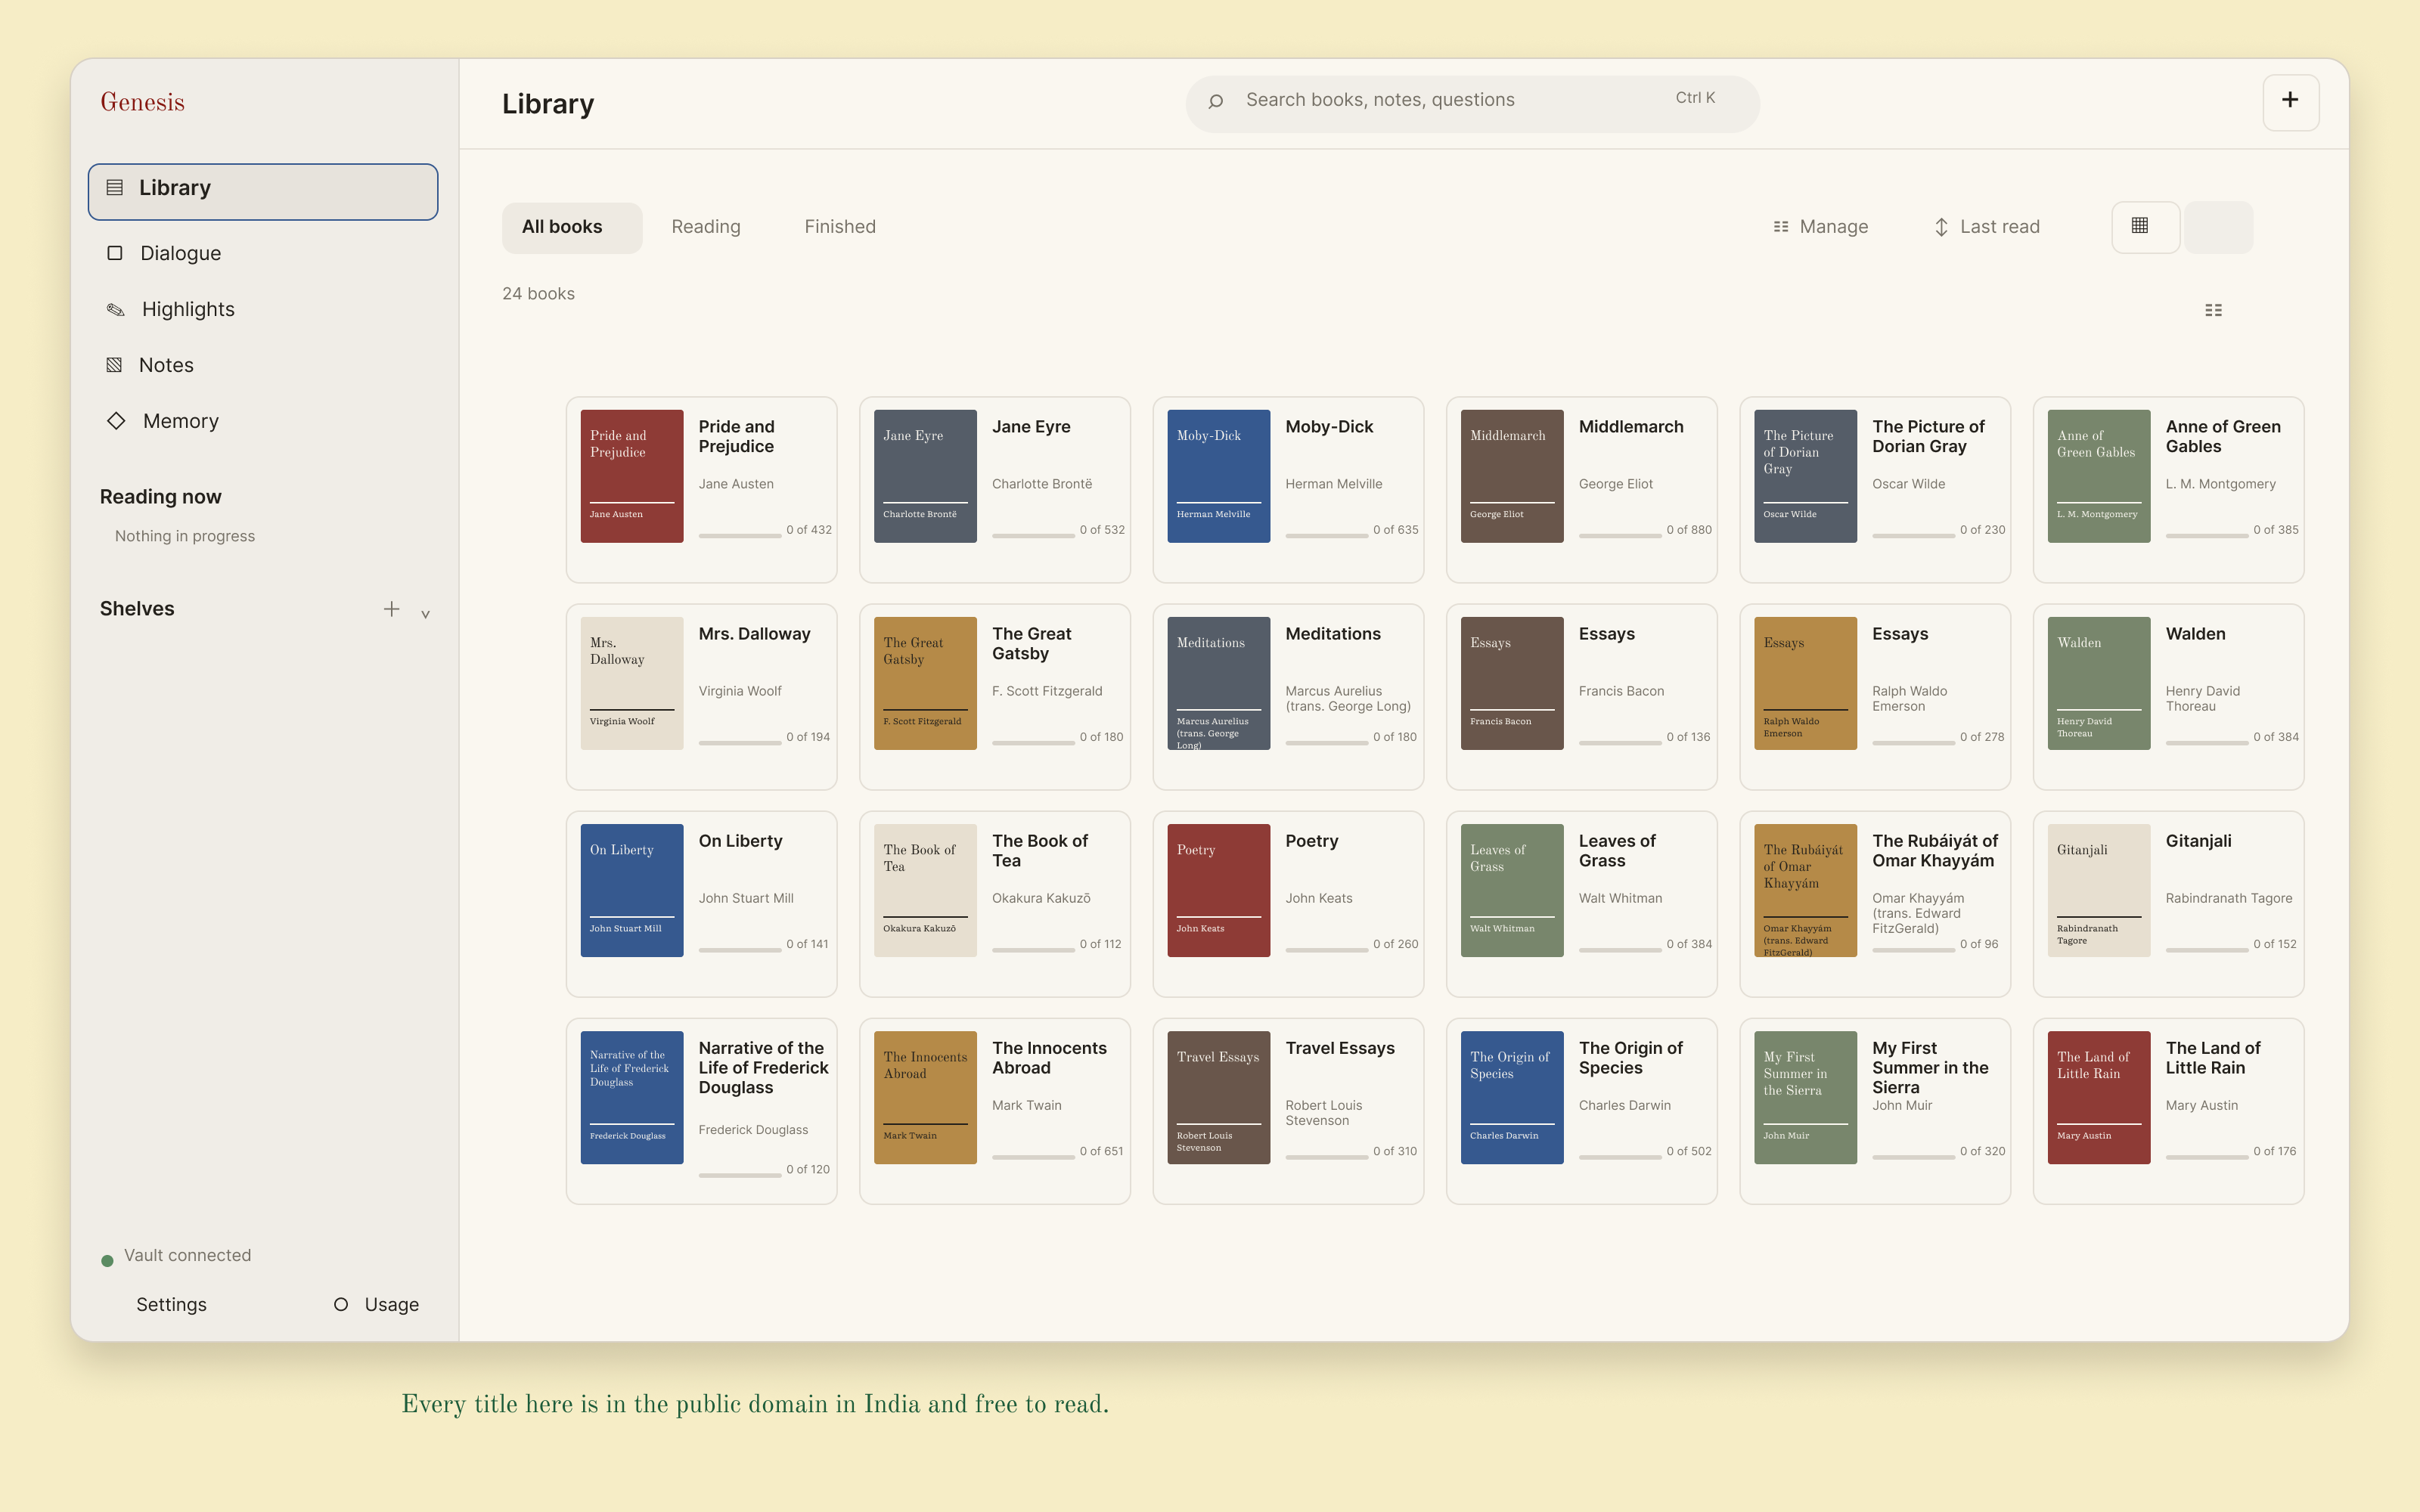 Genesis
Library
Dialogue
Highlights
Notes
Memory
Reading now
Nothing in progress
Shelves
Vault connected
Settings
Usage
Library
Search books, notes, questions
Ctrl K
+
All books
Reading
Finished
Manage
Last read
24 books
Pride and
Prejudice
Jane Austen
Pride and
Prejudice
Jane Austen
0 of 432
Jane Eyre
Charlotte Brontë
Jane Eyre
Charlotte Brontë
0 of 532
Moby-Dick
Herman Melville
Moby-Dick
Herman Melville
0 of 635
Middlemarch
George Eliot
Middlemarch
George Eliot
0 of 880
The Picture
of Dorian
Gray
Oscar Wilde
The Picture of
Dorian Gray
Oscar Wilde
0 of 230
Anne of
Green Gables
L. M. Montgomery
Anne of Green
Gables
L. M. Montgomery
0 of 385
Mrs.
Dalloway
Virginia Woolf
Mrs. Dalloway
Virginia Woolf
0 of 194
The Great
Gatsby
F. Scott Fitzgerald
The Great
Gatsby
F. Scott Fitzgerald
0 of 180
Meditations
Marcus Aurelius
(trans. George
Long)
Meditations
Marcus Aurelius
(trans. George Long)
0 of 180
Essays
Francis Bacon
Essays
Francis Bacon
0 of 136
Essays
Ralph Waldo
Emerson
Essays
Ralph Waldo
Emerson
0 of 278
Walden
Henry David
Thoreau
Walden
Henry David
Thoreau
0 of 384
On Liberty
John Stuart Mill
On Liberty
John Stuart Mill
0 of 141
The Book of
Tea
Okakura Kakuzō
The Book of
Tea
Okakura Kakuzō
0 of 112
Poetry
John Keats
Poetry
John Keats
0 of 260
Leaves of
Grass
Walt Whitman
Leaves of
Grass
Walt Whitman
0 of 384
The Rubáiyát
of Omar
Khayyám
Omar Khayyám
(trans. Edward
FitzGerald)
The Rubáiyát of
Omar Khayyám
Omar Khayyám
(trans. Edward
FitzGerald)
0 of 96
Gitanjali
Rabindranath
Tagore
Gitanjali
Rabindranath Tagore
0 of 152
Narrative of the
Life of Frederick
Douglass
Frederick Douglass
Narrative of the
Life of Frederick
Douglass
Frederick Douglass
0 of 120
The Innocents
Abroad
Mark Twain
The Innocents
Abroad
Mark Twain
0 of 651
Travel Essays
Robert Louis
Stevenson
Travel Essays
Robert Louis
Stevenson
0 of 310
The Origin of
Species
Charles Darwin
The Origin of
Species
Charles Darwin
0 of 502
My First
Summer in
the Sierra
John Muir
My First
Summer in the
Sierra
John Muir
0 of 320
The Land of
Little Rain
Mary Austin
The Land of
Little Rain
Mary Austin
0 of 176
Every title here is in the public domain in India and free to read.